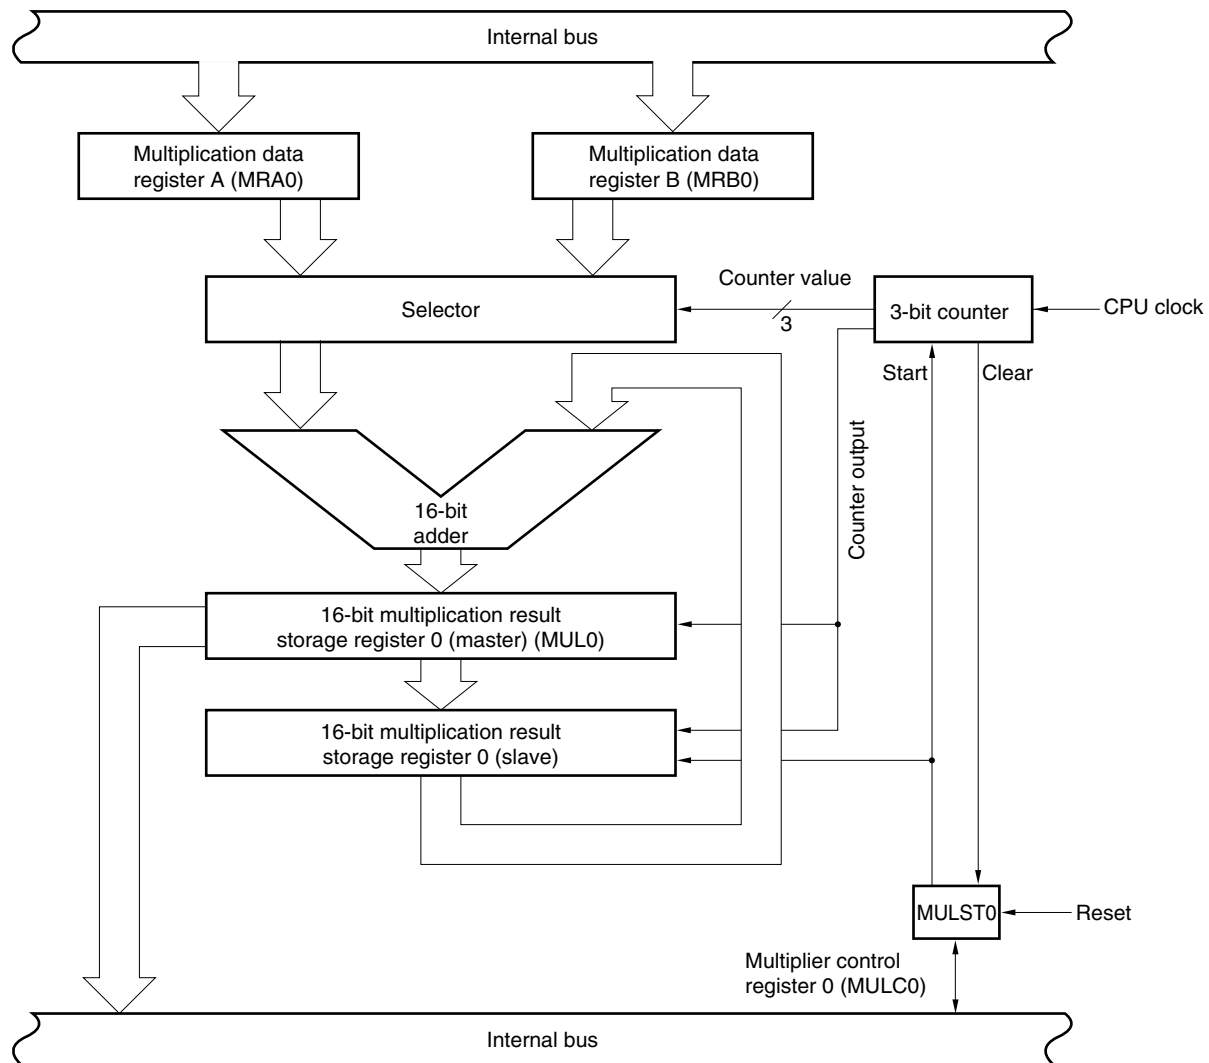 Internal bus
Multiplication data
register A (MRA0)
Multiplication data
register B (MRB0)
Selector
Counter value
3
3-bit counter
CPU clock
Start
Clear
Counter output
16-bit
adder
16-bit multiplication result
storage register 0 (master) (MUL0)
16-bit multiplication result
storage register 0 (slave)
MULST0
Reset
Multiplier control
register 0 (MULC0)
Internal bus